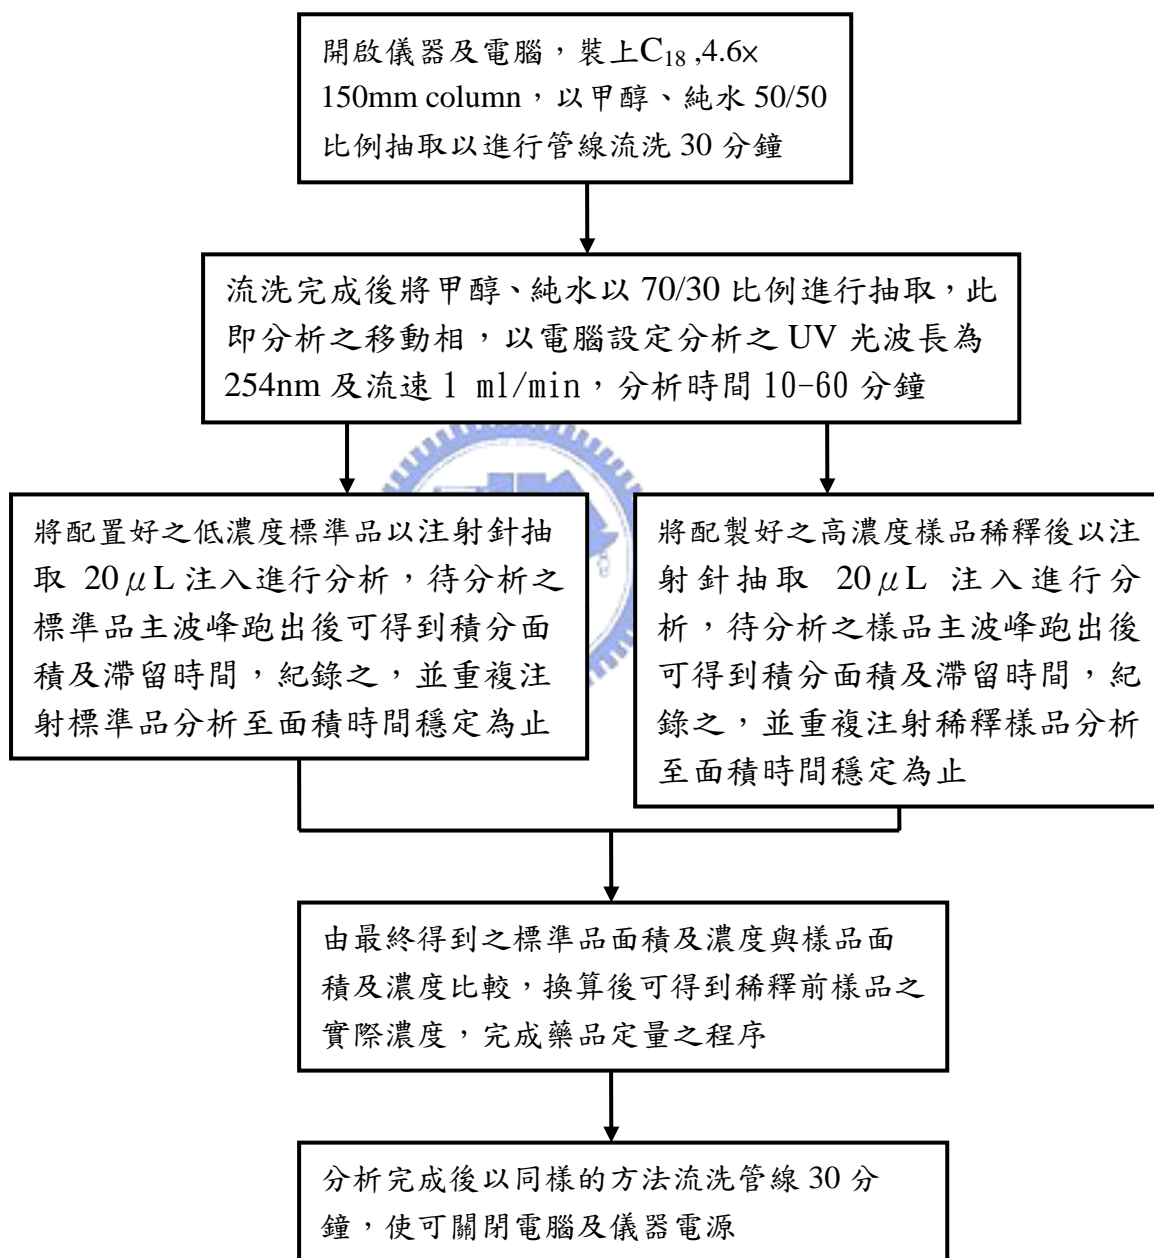 開啟儀器及電腦，裝上C₁₈ ,4.6×
150mm column，以甲醇、純水 50/50
比例抽取以進行管線流洗 30 分鐘
流洗完成後將甲醇、純水以 70/30 比例進行抽取，此
即分析之移動相，以電腦設定分析之 UV 光波長為
254nm 及流速 1 ml/min，分析時間 10-60 分鐘
將配置好之低濃度標準品以注射針抽
取 20μL 注入進行分析，待分析之
標準品主波峰跑出後可得到積分面
積及滯留時間，紀錄之，並重複注
射標準品分析至面積時間穩定為止
將配製好之高濃度樣品稀釋後以注
射針抽取 20μL 注入進行分
析，待分析之樣品主波峰跑出後
可得到積分面積及滯留時間，紀
錄之，並重複注射稀釋樣品分析
至面積時間穩定為止
由最終得到之標準品面積及濃度與樣品面
積及濃度比較，換算後可得到稀釋前樣品之
實際濃度，完成藥品定量之程序
分析完成後以同樣的方法流洗管線 30 分
鐘，使可關閉電腦及儀器電源